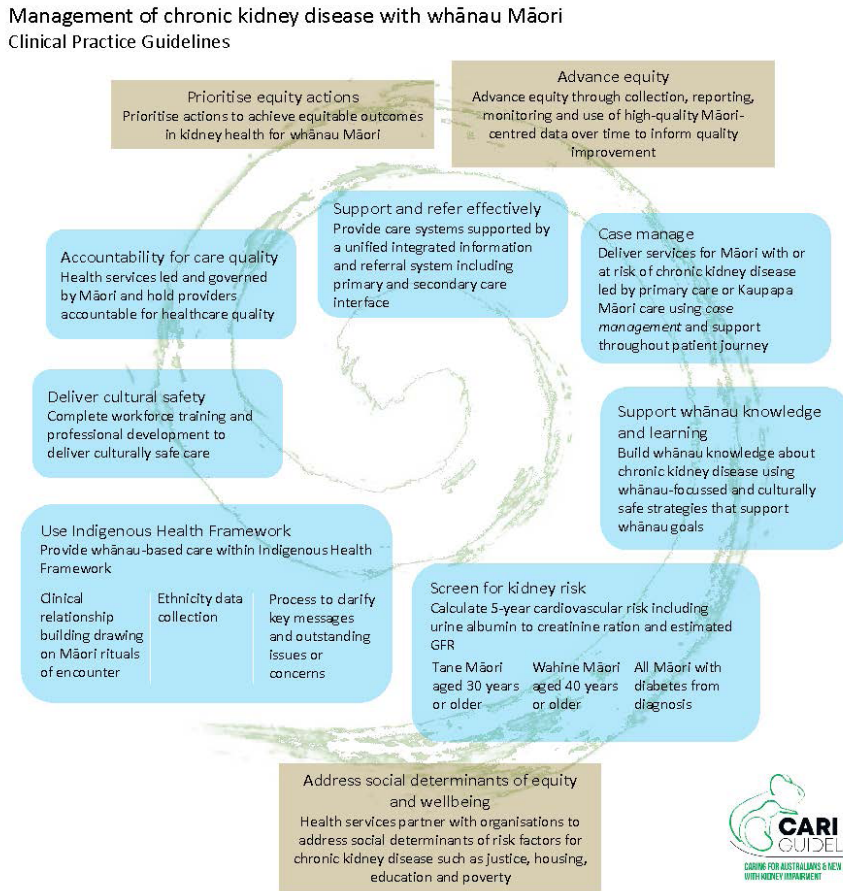 Management of chronic kidney disease with whānau Māori
Clinical Practice Guidelines
Prioritise equity actions
Prioritise actions to achieve equitable outcomes
in kidney health for whānau Māori
Advance equity
Advance equity through collection, reporting,
monitoring and use of high-quality Māori-
centred data over time to inform quality
improvement
Support and refer effectively
Provide care systems supported by
a unified integrated information
and referral system including
primary and secondary care
interface
Accountability for care quality
Health services led and governed
by Māori and hold providers
accountable for healthcare quality
Case manage
Deliver services for Māori with or
at risk of chronic kidney disease
led by primary care or Kaupapa
Māori care using case
management and support
throughout patient journey
Deliver cultural safety
Complete workforce training and
professional development to
deliver culturally safe care
Support whānau knowledge
and learning
Build whānau knowledge about
chronic kidney disease using
whānau-focussed and culturally
safe strategies that support
whānau goals
Use Indigenous Health Framework
Provide whānau-based care within Indigenous Health
Framework
Clinical
relationship
building drawing
on Māori rituals
of encounter
Ethnicity data
collection
Process to clarify
key messages
and outstanding
issues or
concerns
Screen for kidney risk
Calculate 5-year cardiovascular risk including
urine albumin to creatinine ration and estimated
GFR
Tane Māori
aged 30 years
or older
Wahine Māori
aged 40 years
or older
All Māori with
diabetes from
diagnosis
Address social determinants of equity
and wellbeing
Health services partner with organisations to
address social determinants of risk factors for
chronic kidney disease such as justice, housing,
education and poverty
CARI
GUIDEL
CARING FOR AUSTRALIANS & NEW
WITH KIDNEY IMPAIRMENT